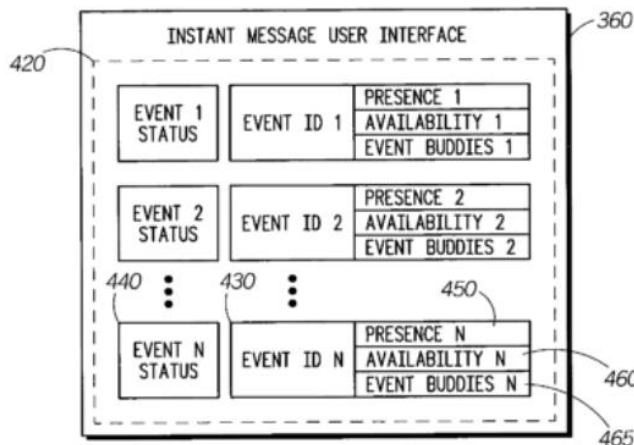 INSTANT MESSAGE USER INTERFACE
360
420
EVENT 1
STATUS
EVENT ID 1
PRESENCE 1
AVAILABILITY 1
EVENT BUDDIES 1
EVENT 2
STATUS
EVENT ID 2
PRESENCE 2
AVAILABILITY 2
EVENT BUDDIES 2
440
430
450
EVENT N
STATUS
EVENT ID N
PRESENCE N
AVAILABILITY N
EVENT BUDDIES N
460
465